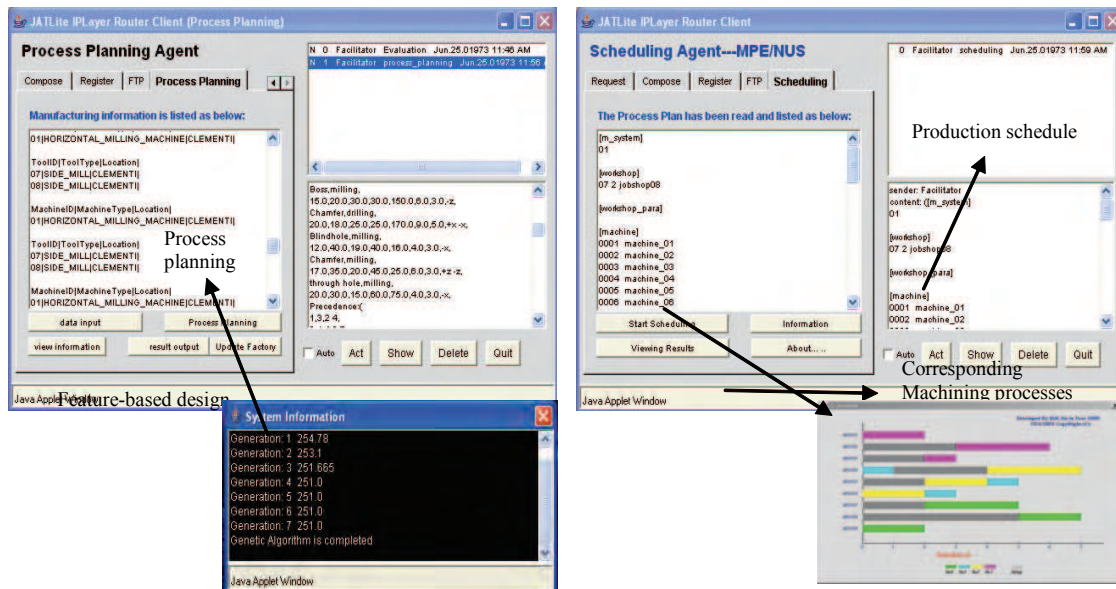 JATLite IPLayer Router Client (Process Planning)
Process Planning Agent
Compose Register FTP Process Planning
Manufacturing information is listed as below:
01|HORIZONTAL_MILLING_MACHINE|CLEMENTI|
ToolID|ToolType|Location|
07|SIDE_MILL|CLEMENTI|
08|SIDE_MILL|CLEMENTI|
MachineID|MachineType|Location|
01|HORIZONTAL_MILLING_MACHINE|CLEMENTI|
ToolID|ToolType|Location|
07|SIDE_MILL|CLEMENTI|
08|SIDE_MILL|CLEMENTI|
MachineID|MachineType|Location|
01|HORIZONTAL_MILLING_MACHINE|CLEMENTI|
Process
planning
data input Process Planning
view information result output Update Factory
N 0 Facilitator Evaluation Jun.25.01973 11:46 AM
N 1 Facilitator process_planning Jun.25.01973 11:56
Boss,milling,
15.0,20.0,30.0,30.0,150.0,6.0,3.0,-z,
Chamfer,drilling,
20.0,18.0,25.0,25.0,170.0,9.0,5.0,+x-x,
Blindhole,milling,
12.0,40.0,19.0,40.0,16.0,4.0,3.0,-x,
Chamfer,milling,
17.0,35.0,20.0,45.0,25.0,6.0,3.0,+z-z,
through hole,milling,
20.0,30.0,15.0,60.0,75.0,4.0,3.0,-x,
Precedence:(
1,3,2 4,
Auto Act Show Delete Quit
Java Applet Window
Feature-based design
System Information
Generation: 1 254.78
Generation: 2 253.1
Generation: 3 251.665
Generation: 4 251.0
Generation: 5 251.0
Generation: 6 251.0
Generation: 7 251.0
Genetic Algorithm is completed
Java Applet Window
JATLite IPLayer Router Client
Scheduling Agent---MPE/NUS
Request Compose Register FTP Scheduling
The Process Plan has been read and listed as below:
[m_system]
01
[workshop]
07 2 jobshop08
[workshop_para]
[machine]
0001 machine_01
0002 machine_02
0003 machine_03
0004 machine_04
0005 machine_05
0006 machine_06
Start Scheduling Information
Viewing Results About... ..
0 Facilitator scheduling Jun.25.01973 11:59 AM
Production schedule
sender: Facilitator
content: ([m_system]
01
[workshop]
07 2 jobshop08
[workshop_para]
[machine]
0001 machine_01
0002 machine_02
Auto Act Show Delete Quit
Corresponding
Machining processes
Java Applet Window